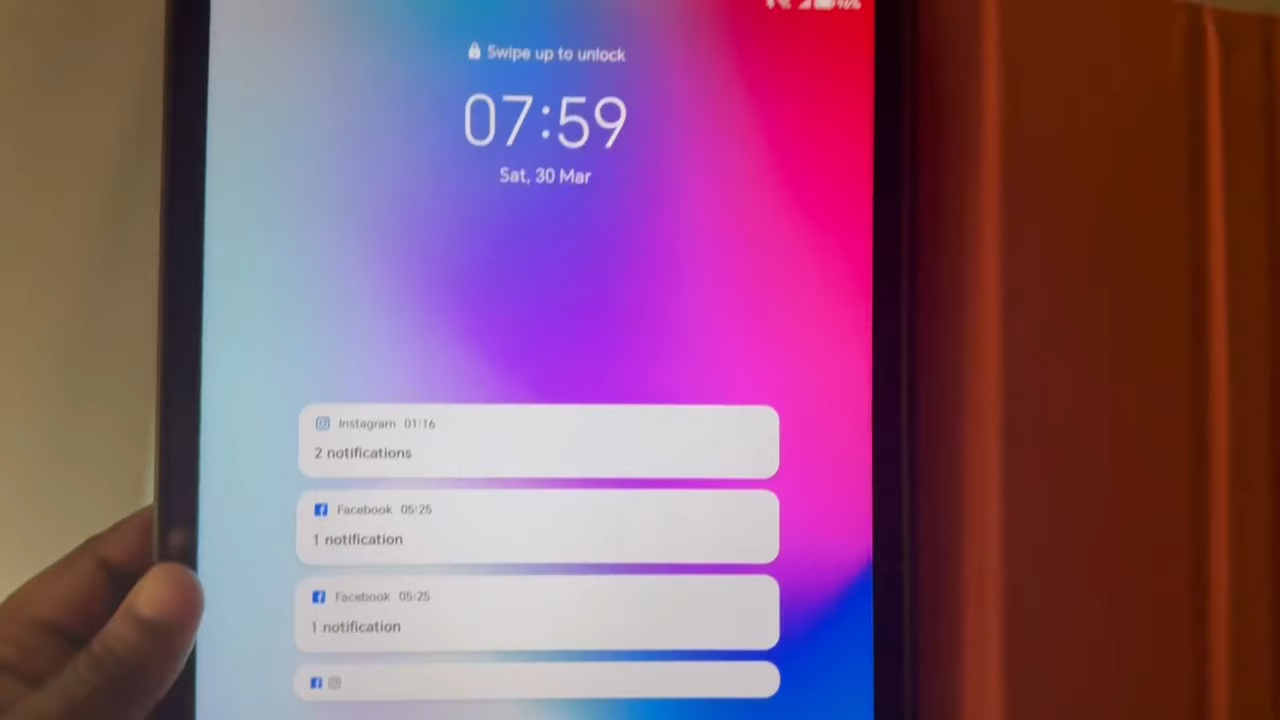 96%
Swipe up to unlock
07:59
Sat, 30 Mar
Instagram 01:16
2 notifications
Facebook 05:25
1 notification
Facebook 05:25
1 notification